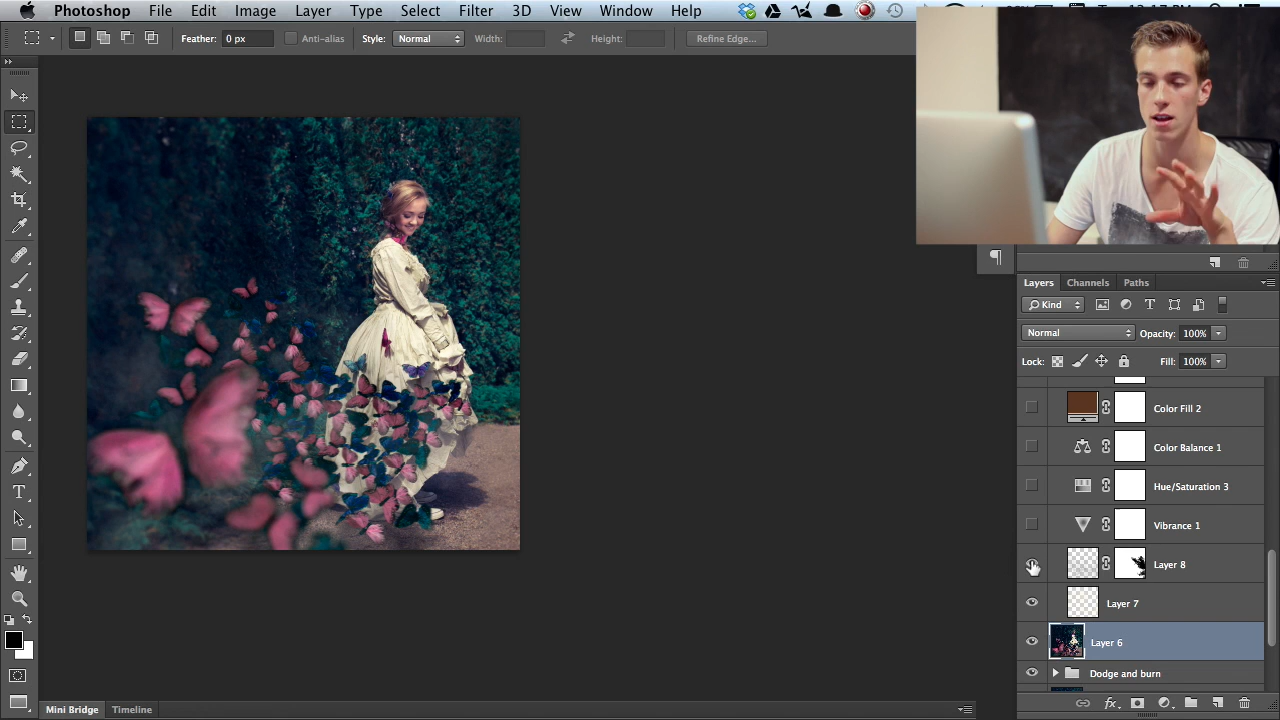 Photoshop File Edit Image Layer Type Select Filter 3D View Window Help
Feather: 0 px Anti-alias Style: Normal Width: Height: Refine Edge...
Layers Channels Paths
Kind
Normal Opacity: 100%
Lock: Fill: 100%
Color Fill 2
Color Balance 1
Hue/Saturation 3
Vibrance 1
Layer 8
Layer 7
Layer 6
Dodge and burn
Mini Bridge Timeline